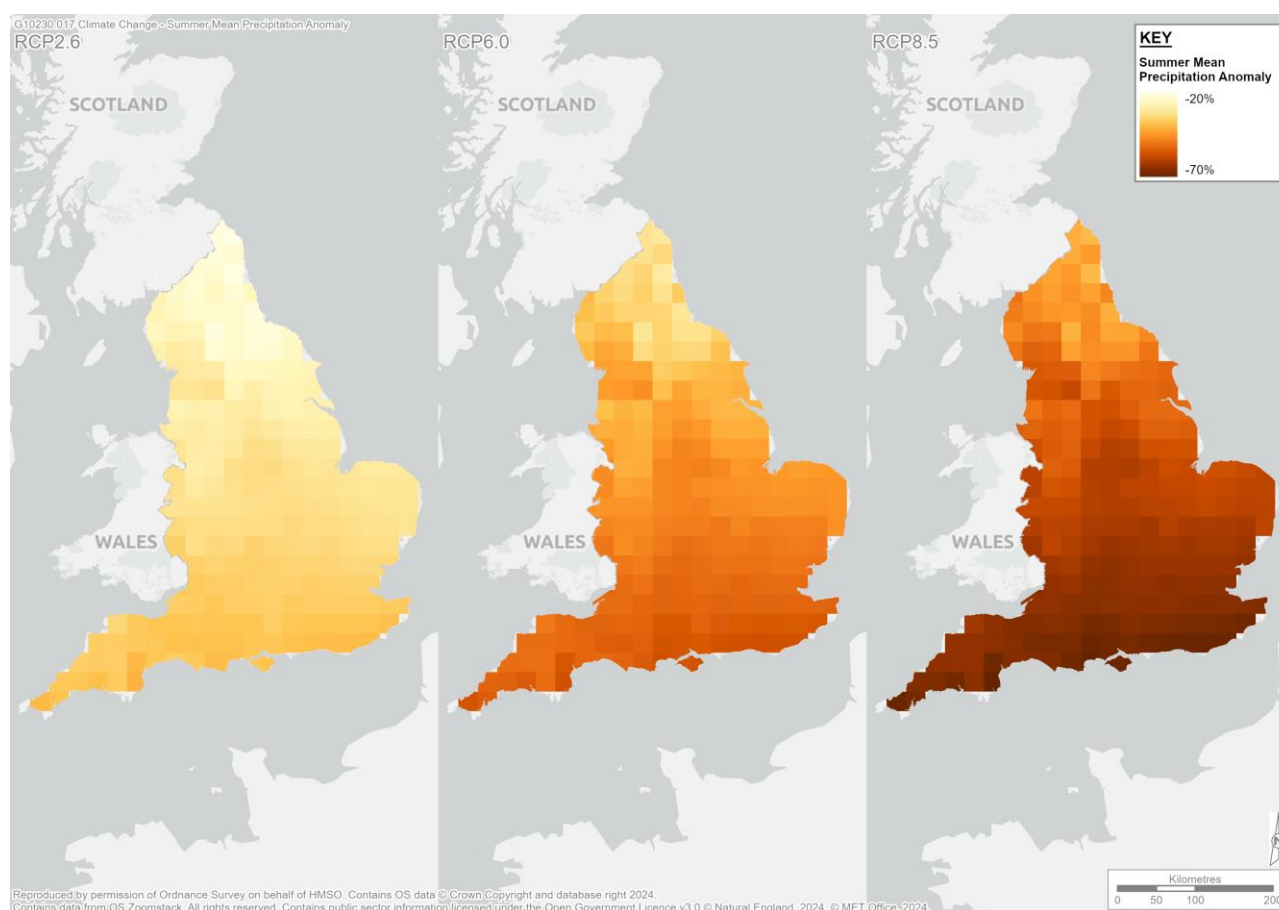 G10230.017 Climate Change - Summer Mean Precipitation Anomaly
RCP2.6
RCP6.0
RCP8.5
KEY
Summer Mean
Precipitation Anomaly
-20%
-70%
SCOTLAND
SCOTLAND
SCOTLAND
WALES
WALES
WALES
N
Kilometres
0 50 100 200
Reproduced by permission of Ordnance Survey on behalf of HMSO. Contains OS data © Crown Copyright and database right 2024.
Contains data from OS Zoomstack. All rights reserved. Contains public sector information licensed under the Open Government Licence v3.0 © Natural England, 2024, © MET Office, 2024.